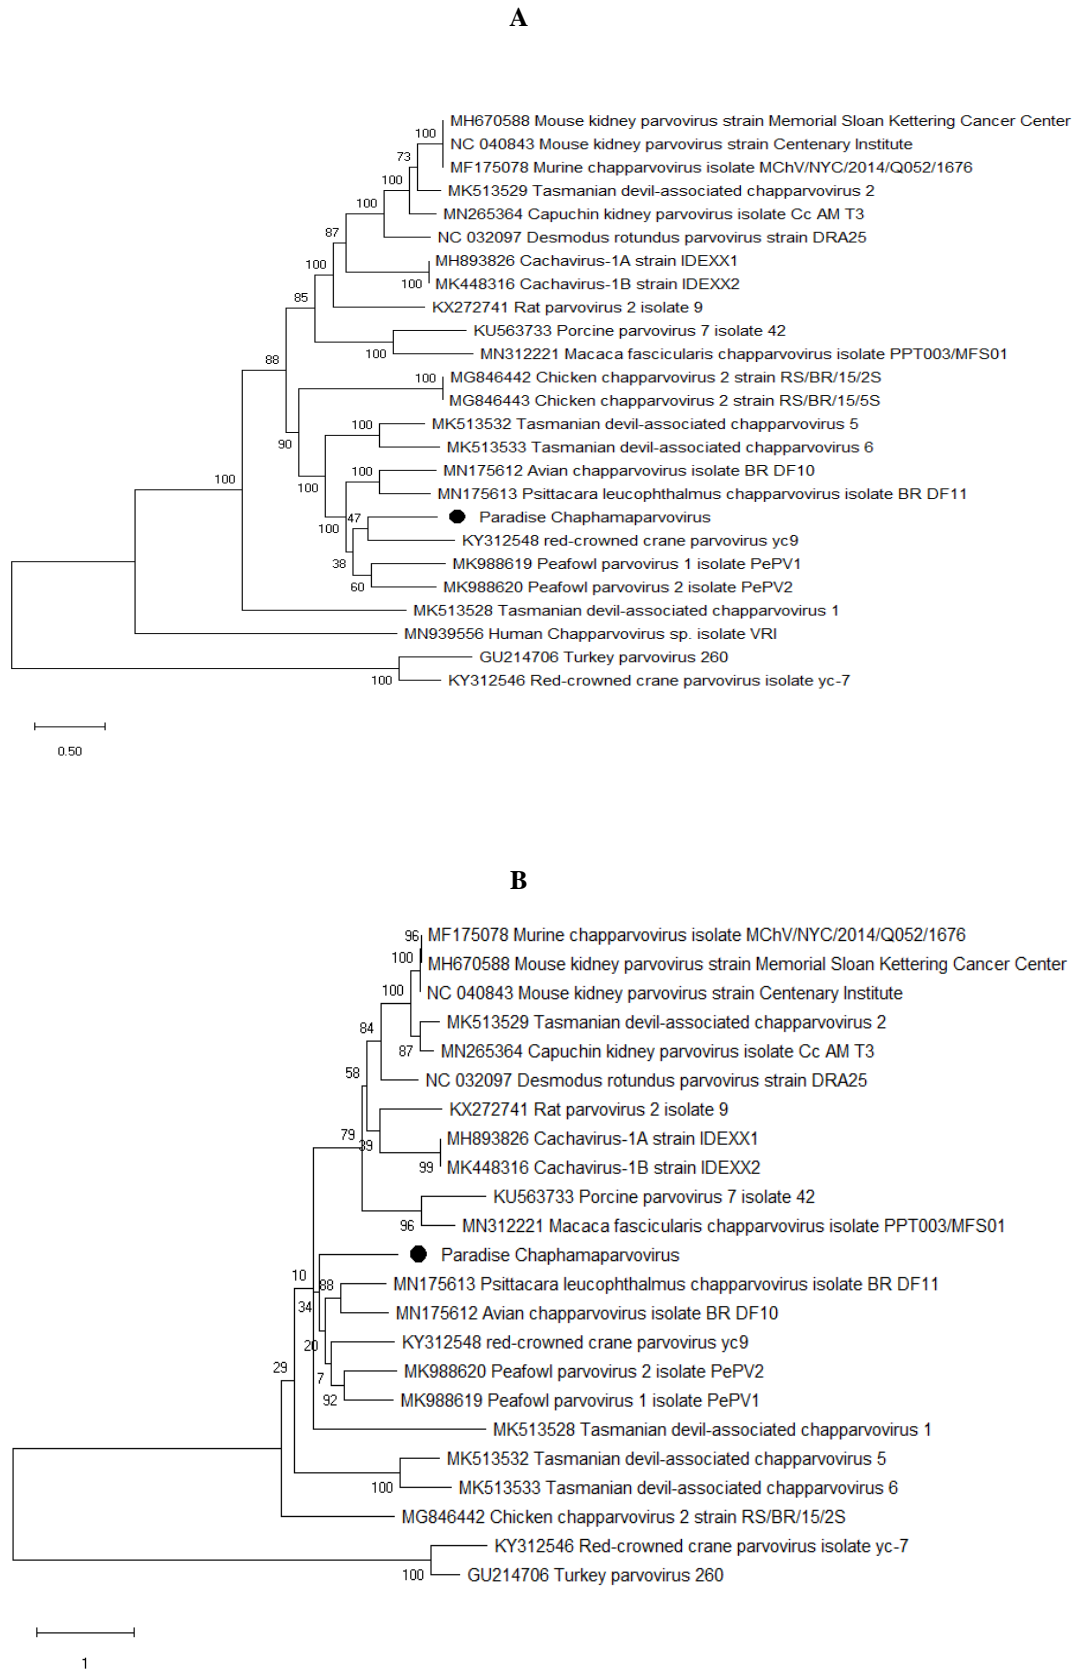 A
MH670588 Mouse kidney parvovirus strain Memorial Sloan Kettering Cancer Center
100
NC 040843 Mouse kidney parvovirus strain Centenary Institute
73
MF175078 Murine chapparvovirus isolate MChV/NYC/2014/Q052/1676
100
MK513529 Tasmanian devil-associated chapparvovirus 2
100
MN265364 Capuchin kidney parvovirus isolate Cc AM T3
87
NC 032097 Desmodus rotundus parvovirus strain DRA25
100
MH893826 Cachavirus-1A strain IDEXX1
100
MK448316 Cachavirus-1B strain IDEXX2
85
KX272741 Rat parvovirus 2 isolate 9
KU563733 Porcine parvovirus 7 isolate 42
100
MN312221 Macaca fascicularis chapparvovirus isolate PPT003/MFS01
88
100
MG846442 Chicken chapparvovirus 2 strain RS/BR/15/2S
MG846443 Chicken chapparvovirus 2 strain RS/BR/15/5S
100
MK513532 Tasmanian devil-associated chapparvovirus 5
90
MK513533 Tasmanian devil-associated chapparvovirus 6
100
100
MN175612 Avian chapparvovirus isolate BR DF10
100
MN175613 Psittacara leucophthalmus chapparvovirus isolate BR DF11
47
Paradise Chaphamaparvovirus
100
KY312548 red-crowned crane parvovirus yc9
38
MK988619 Peafowl parvovirus 1 isolate PePV1
60
MK988620 Peafowl parvovirus 2 isolate PePV2
MK513528 Tasmanian devil-associated chapparvovirus 1
MN939556 Human Chapparvovirus sp. isolate VRI
GU214706 Turkey parvovirus 260
100
KY312546 Red-crowned crane parvovirus isolate yc-7
0.50
B
96
MF175078 Murine chapparvovirus isolate MChV/NYC/2014/Q052/1676
100
MH670588 Mouse kidney parvovirus strain Memorial Sloan Kettering Cancer Center
100
NC 040843 Mouse kidney parvovirus strain Centenary Institute
84
MK513529 Tasmanian devil-associated chapparvovirus 2
87
MN265364 Capuchin kidney parvovirus isolate Cc AM T3
58
NC 032097 Desmodus rotundus parvovirus strain DRA25
KX272741 Rat parvovirus 2 isolate 9
79
39
MH893826 Cachavirus-1A strain IDEXX1
99
MK448316 Cachavirus-1B strain IDEXX2
KU563733 Porcine parvovirus 7 isolate 42
96
MN312221 Macaca fascicularis chapparvovirus isolate PPT003/MFS01
Paradise Chaphamaparvovirus
10
88
MN175613 Psittacara leucophthalmus chapparvovirus isolate BR DF11
34
MN175612 Avian chapparvovirus isolate BR DF10
20
KY312548 red-crowned crane parvovirus yc9
29
7
MK988620 Peafowl parvovirus 2 isolate PePV2
92
MK988619 Peafowl parvovirus 1 isolate PePV1
MK513528 Tasmanian devil-associated chapparvovirus 1
MK513532 Tasmanian devil-associated chapparvovirus 5
100
MK513533 Tasmanian devil-associated chapparvovirus 6
MG846442 Chicken chapparvovirus 2 strain RS/BR/15/2S
KY312546 Red-crowned crane parvovirus isolate yc-7
100
GU214706 Turkey parvovirus 260
1